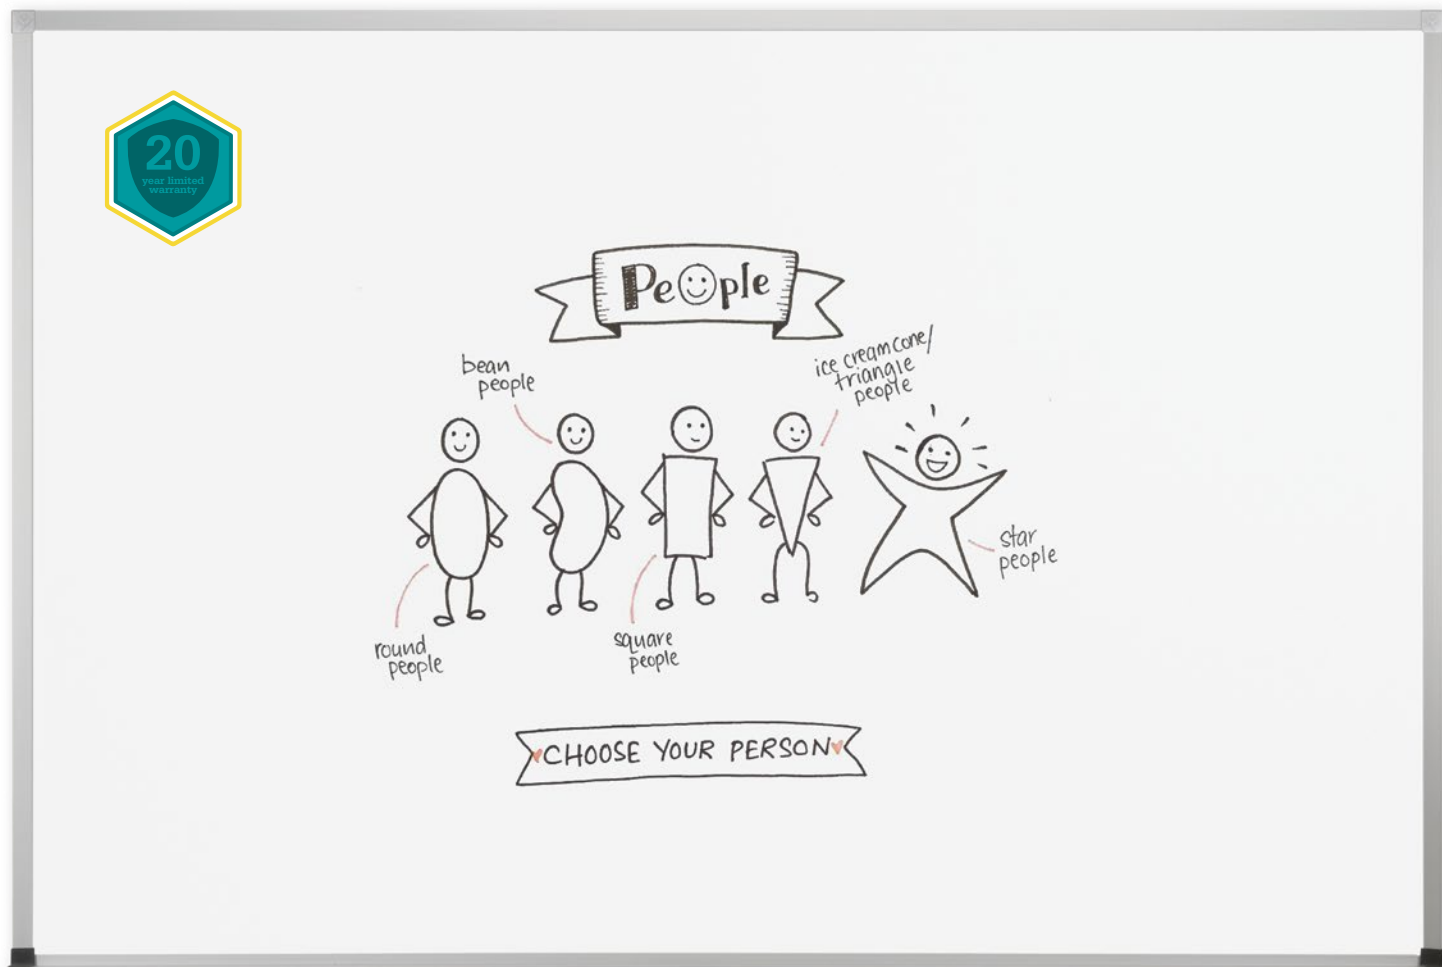 20
year limited
warranty
People
bean
people
ice cream cone/
triangle
people
star
people
round
people
square
people
CHOOSE YOUR PERSON